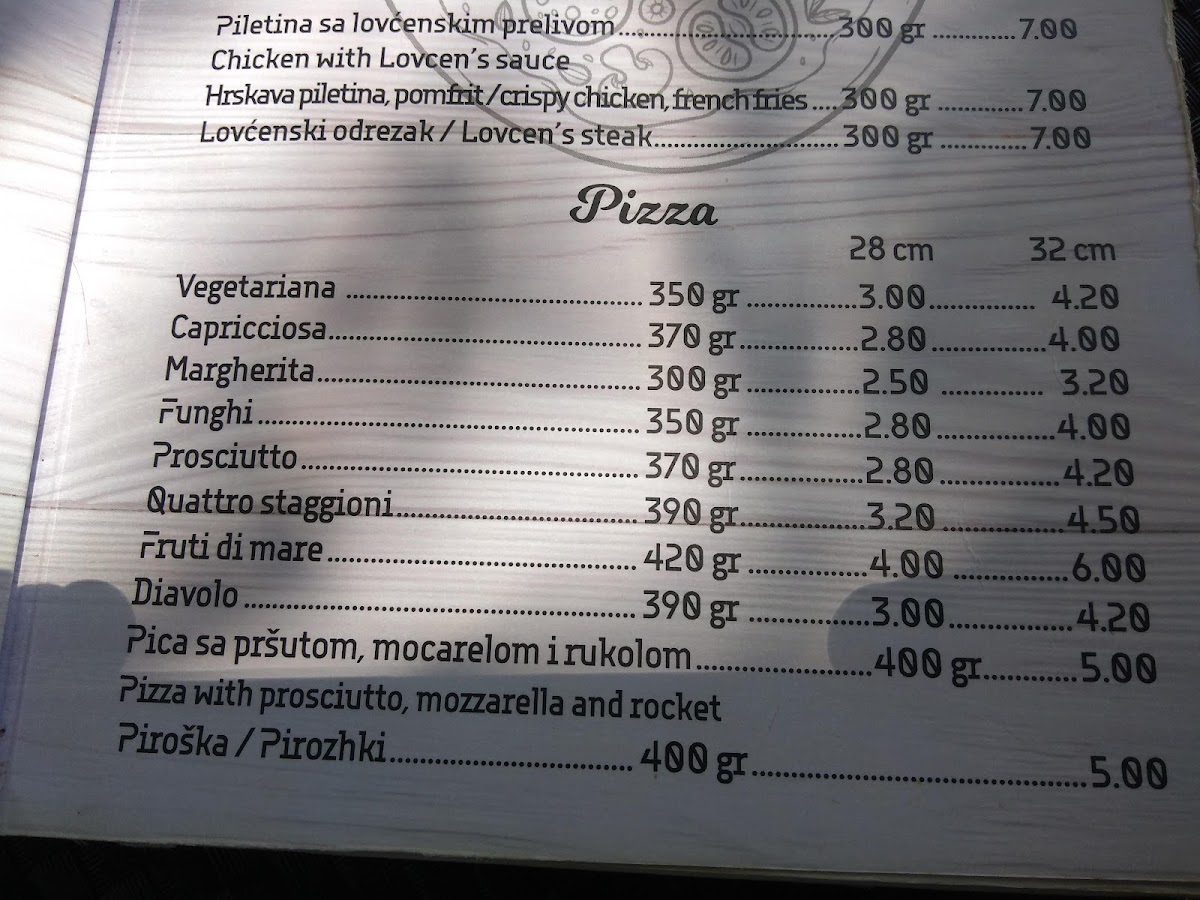 Piletina sa lovćenskim prelivom................................300 gr .............7.00
Chicken with Lovcen's sauce
Hrskava piletina, pomfrit/crispy chicken, french fries ....300 gr .............7.00
Lovćenski odrezak / Lovcen's steak.............................300 gr .............7.00
Pizza
28 cm 32 cm
Vegetariana ............................................. 350 gr ................3.00................ 4.20
Capricciosa............................................... 370 gr.................2.80.................4.00
Margherita................................................ 300 gr ................2.50 ............... 3.20
Funghi......................................................... 350 gr ................2.80.................4.00
Prosciutto.................................................. 370 gr..................2.80.................4.20
Quattro staggioni.................................... 390 gr..................3.20.................4.50
Fruti di mare ............................................ 420 gr .................4.00 ................6.00
Diavolo ........................................................ 390 gr .................3.00.................4.20
Pica sa pršutom, mocarelom i rukolom.........................400 gr.............5.00
Pizza with prosciutto, mozzarella and rocket
Piroška / Pirozhki................................... 400 gr..............................................5.00